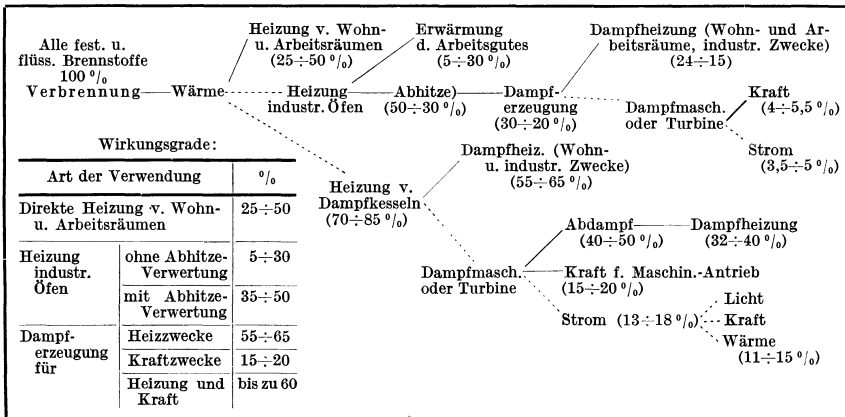 Alle fest. u.
flüss. Brennstoffe
100 %
Verbrennung — Wärme
Heizung v. Wohn-
u. Arbeitsräumen
(25÷50 %)
Erwärmung
d. Arbeitsgutes
(5÷30 %)
Heizung
industr. Öfen
Abhitze)
(50÷30 %)
Dampf-
erzeugung
(30÷20 %)
Dampfheizung (Wohn- und Ar-
beitsräume, industr. Zwecke)
(24÷15)
Dampfmasch.
oder Turbine
Kraft
(4÷5,5 %)
Strom
(3,5÷5 %)
Heizung v.
Dampfkesseln
(70÷85 %)
Dampfheiz. (Wohn-
u. industr. Zwecke)
(55÷65 %)
Dampfmasch.
oder Turbine
Abdampf — Dampfheizung
(40÷50 %) (32÷40 %)
Kraft f. Maschin.-Antrieb
(15÷20 %)
Strom (13÷18 %)
Licht
Kraft
Wärme
(11÷15 %)
Wirkungsgrade:
Art der Verwendung %
Direkte Heizung v. Wohn- 25÷50
u. Arbeitsräumen
Heizung ohne Abhitze- 5÷30
industr. Verwertung
Öfen mit Abhitze- 35÷50
Verwertung
Dampf- Heizzwecke 55÷65
erzeugung Kraftzwecke 15÷20
für Heizung und bis zu 60
Kraft